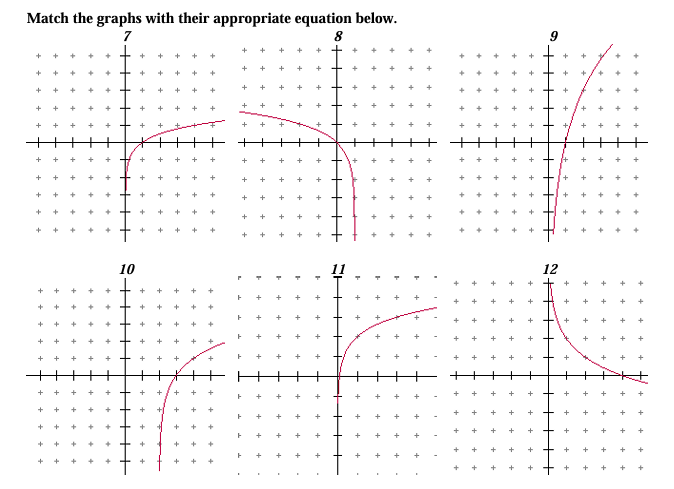 Match the graphs with their appropriate equation below.
7 8 9
10 11 12